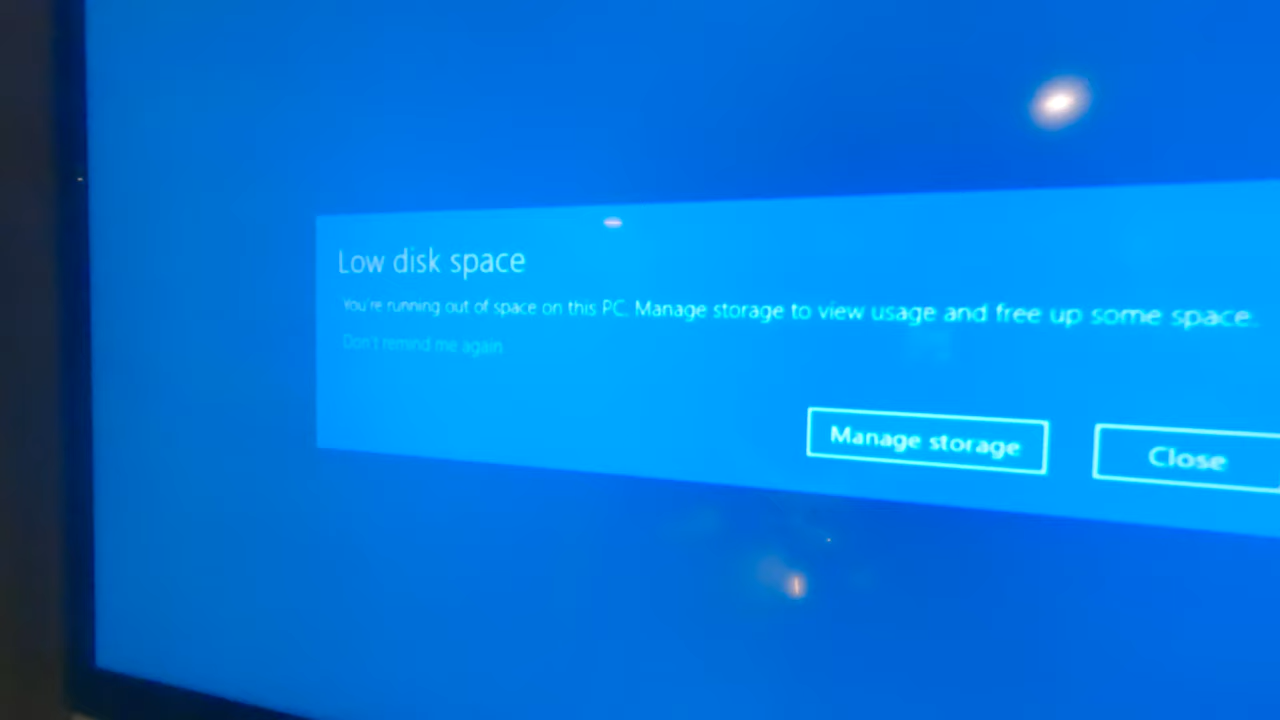 Low disk space
You're running out of space on this PC. Manage storage to view usage and free up some space.
Don't remind me again
Manage storage
Close